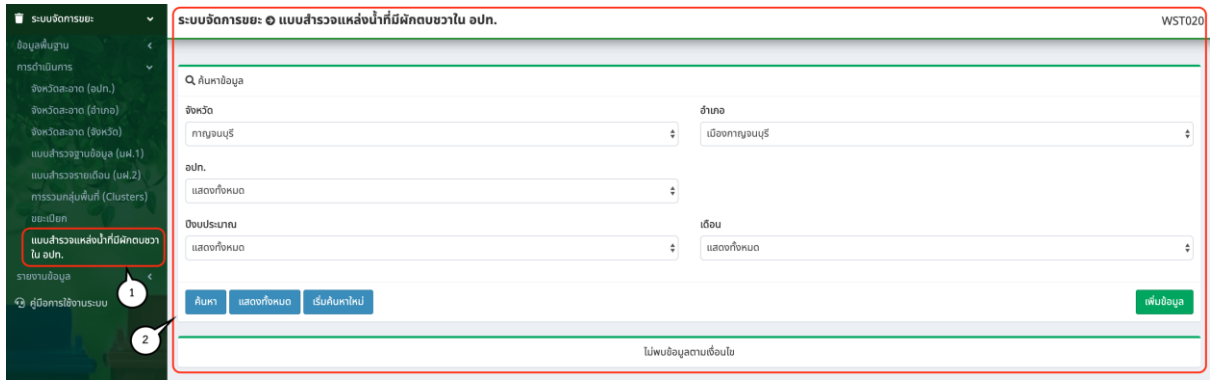 ระบบจัดการขยะ
ข้อมูลพื้นฐาน
การดำเนินการ
จังหวัดสะอาด (อปท.)
จังหวัดสะอาด (อำเภอ)
จังหวัดสะอาด (จังหวัด)
แบบสำรวจฐานข้อมูล (มฝ.1)
แบบสำรวจรายเดือน (มฝ.2)
การรวมกลุ่มพื้นที่ (Clusters)
ขยะเปียก
แบบสำรวจแหล่งน้ำที่มีผักตบชวา
ใน อปท.
รายงานข้อมูล
คู่มือการใช้งานระบบ
1
2
ระบบจัดการขยะ แบบสำรวจแหล่งน้ำที่มีผักตบชวาใน อปท. WST020
ค้นหาข้อมูล
จังหวัด อำเภอ
กาญจนบุรี เมืองกาญจนบุรี
อปท.
แสดงทั้งหมด
ปีงบประมาณ เดือน
แสดงทั้งหมด แสดงทั้งหมด
ค้นหา แสดงทั้งหมด เริ่มค้นหาใหม่ เพิ่มข้อมูล
ไม่พบข้อมูลตามเงื่อนไข